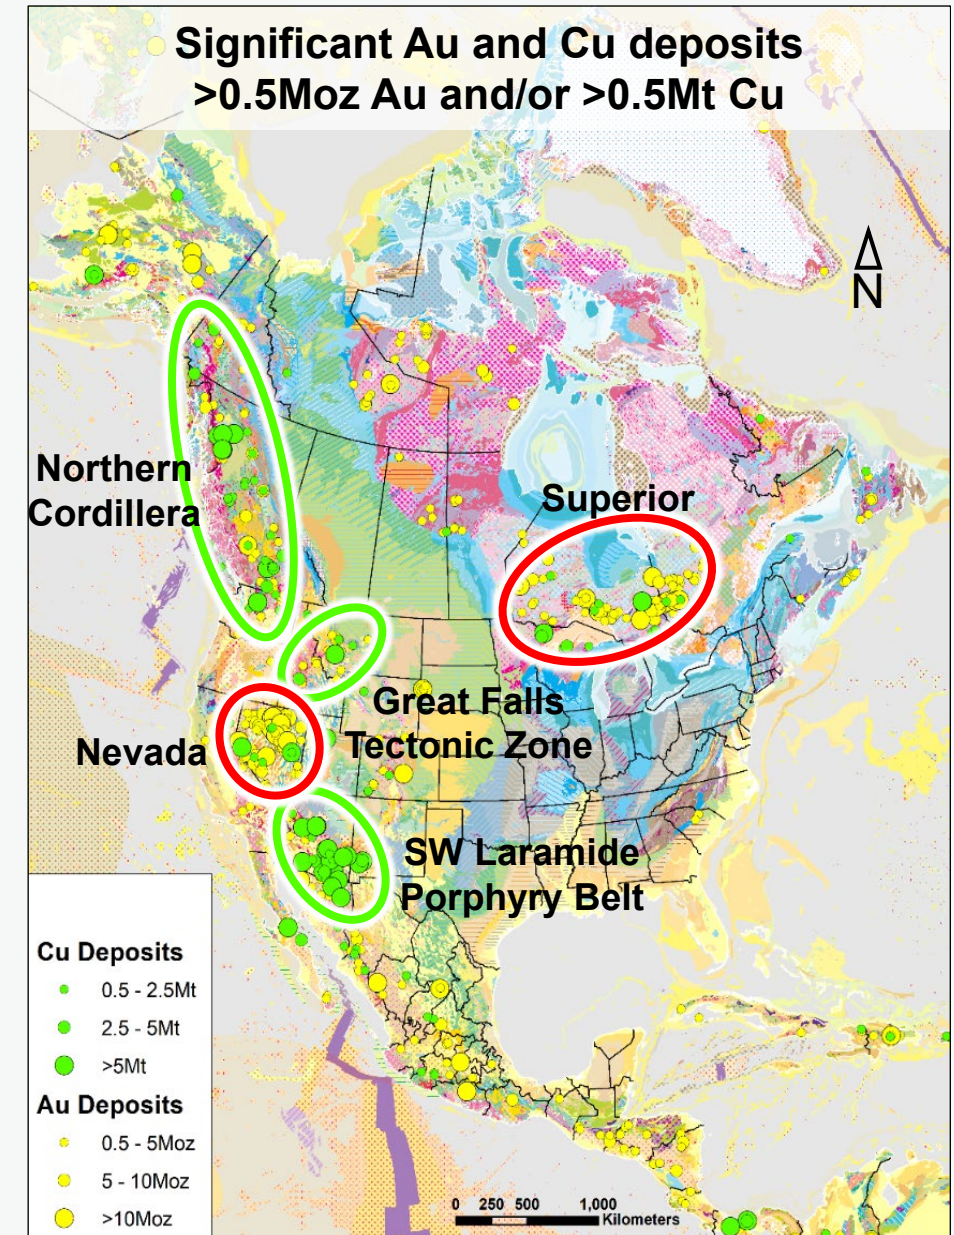 Significant Au and Cu deposits
>0.5Moz Au and/or >0.5Mt Cu
N
Northern
Cordillera
Superior
Great Falls
Tectonic Zone
Nevada
SW Laramide
Porphyry Belt
Cu Deposits
0.5 - 2.5Mt
2.5 - 5Mt
>5Mt
Au Deposits
0.5 - 5Moz
5 - 10Moz
>10Moz
0 250 500 1,000
Kilometers